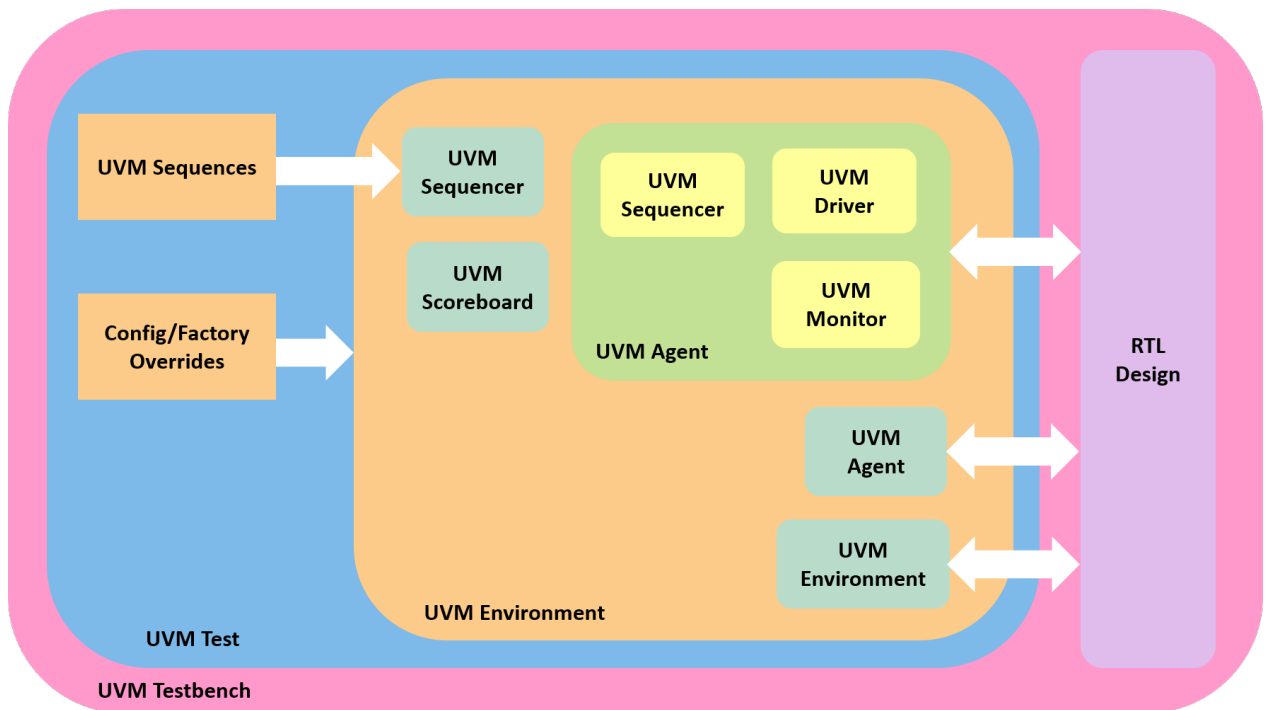 UVM Sequences
Config/Factory
Overrides
UVM
Sequencer
UVM
Scoreboard
UVM
Sequencer
UVM
Driver
UVM
Monitor
UVM Agent
UVM
Agent
UVM
Environment
UVM Environment
UVM Test
UVM Testbench
RTL
Design